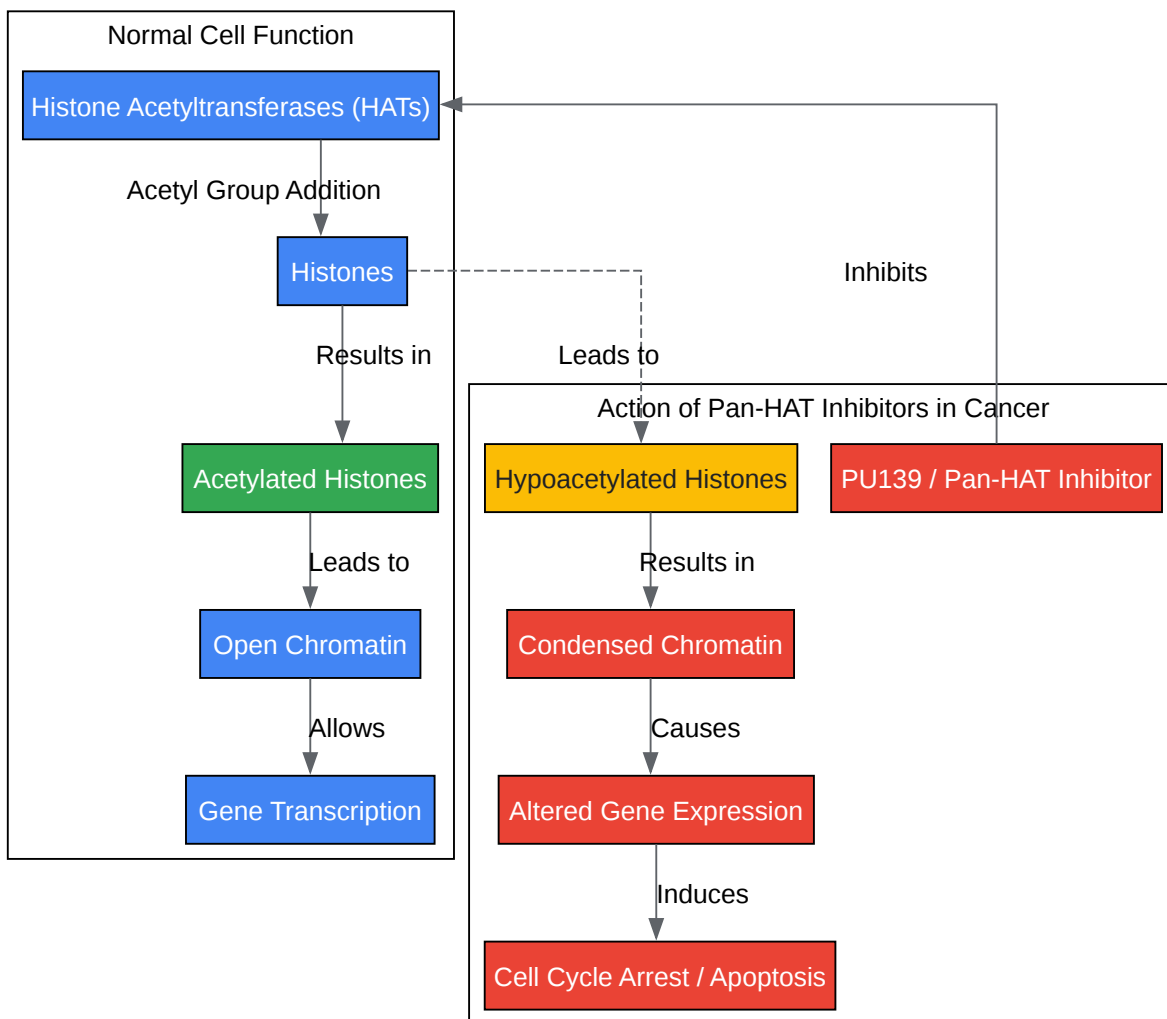 Normal Cell Function
Histone Acetyltransferases (HATs)
Acetyl Group Addition
Histones
Inhibits
Results in
Leads to
Action of Pan-HAT Inhibitors in Cancer
Acetylated Histones
Hypoacetylated Histones
PU139 / Pan-HAT Inhibitor
Leads to
Results in
Open Chromatin
Condensed Chromatin
Allows
Causes
Gene Transcription
Altered Gene Expression
Induces
Cell Cycle Arrest / Apoptosis